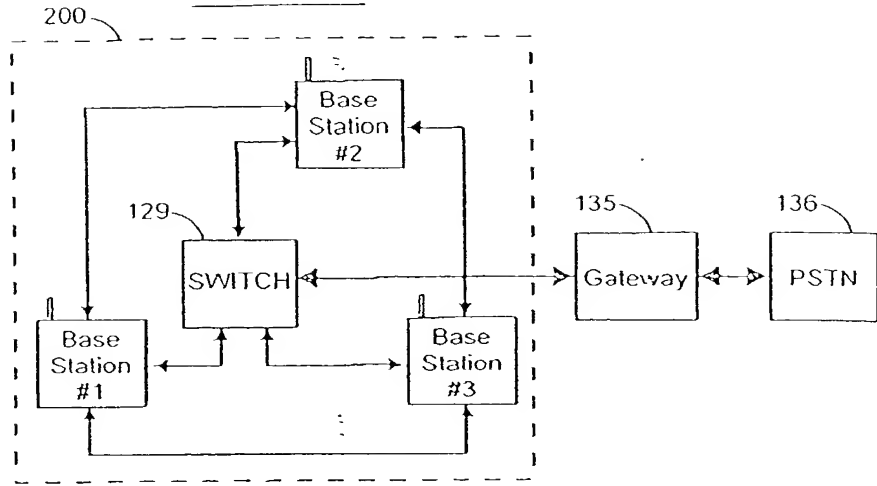 200
Base
Station
#2
129
135
136
SWITCH
Gateway
PSTN
Base
Station
#1
Base
Station
#3